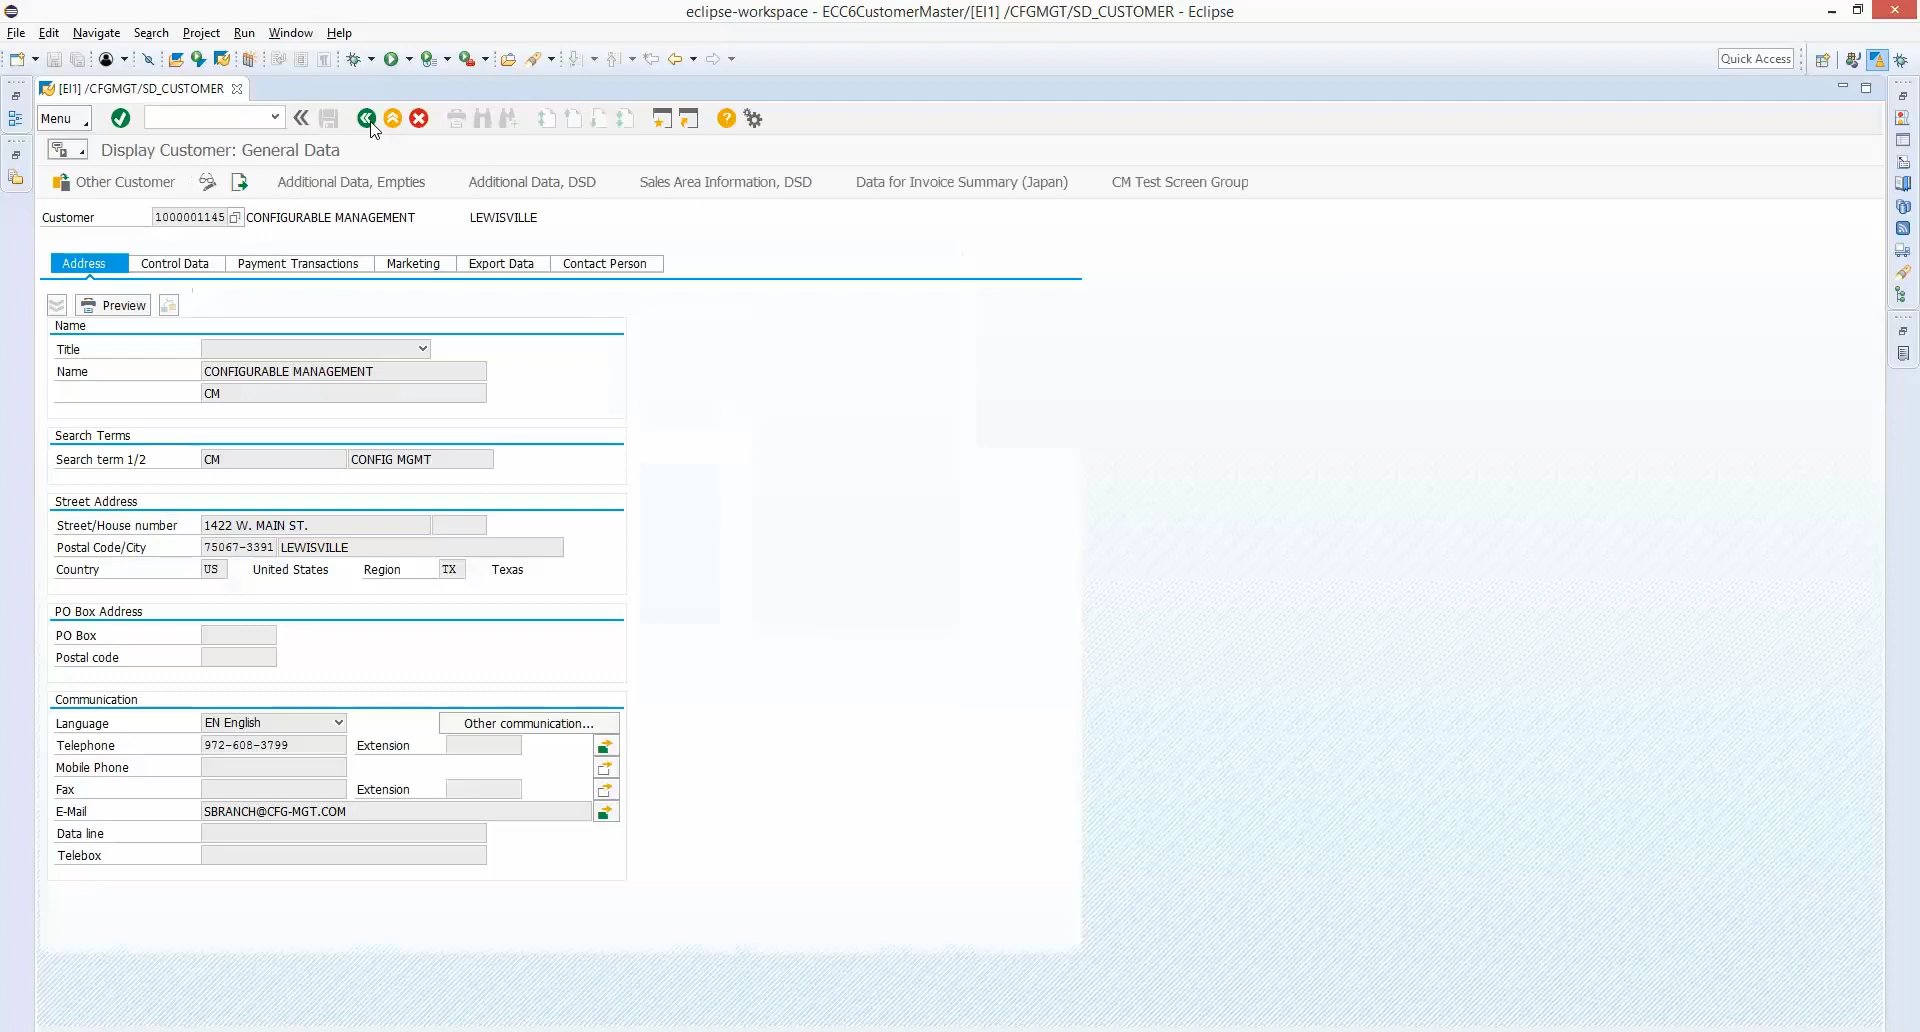 eclipse-workspace - ECC6CustomerMaster/[EI1] /CFGMGT/SD_CUSTOMER - Eclipse
File Edit Navigate Search Project Run Window Help
Quick Access
[EI1] /CFGMGT/SD_CUSTOMER
Menu
Display Customer: General Data
Other Customer Additional Data, Empties Additional Data, DSD Sales Area Information, DSD Data for Invoice Summary (Japan) CM Test Screen Group
Customer 1000001145 CONFIGURABLE MANAGEMENT LEWISVILLE
Address Control Data Payment Transactions Marketing Export Data Contact Person
Preview
Name
Title
Name CONFIGURABLE MANAGEMENT
CM
Search Terms
Search term 1/2 CM CONFIG MGMT
Street Address
Street/House number 1422 W. MAIN ST.
Postal Code/City 75067-3391 LEWISVILLE
Country US United States Region TX Texas
PO Box Address
PO Box
Postal code
Communication
Language EN English Other communication...
Telephone 972-608-3799 Extension
Mobile Phone
Fax Extension
E-Mail SBRANCH@CFG-MGT.COM
Data line
Telebox